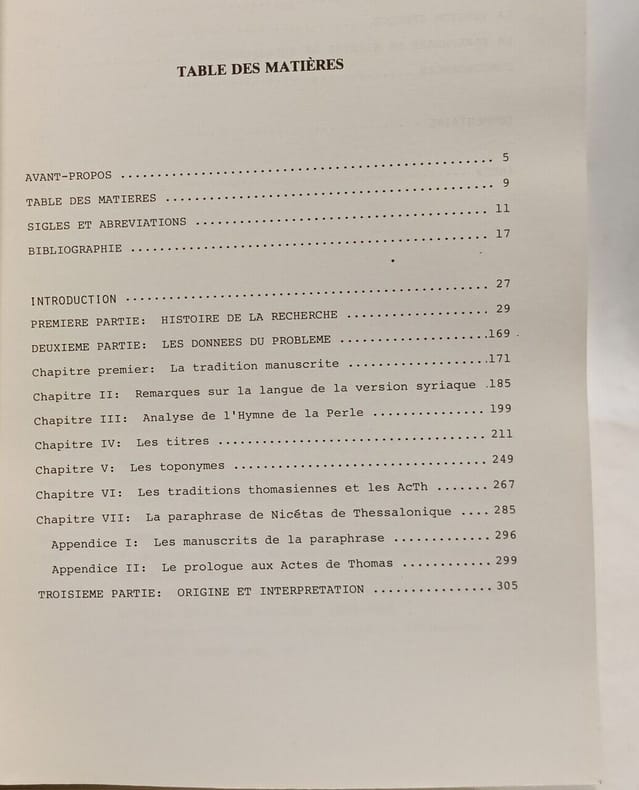 TABLE DES MATIÈRES
AVANT-PROPOS .................................................. 5
TABLE DES MATIERES ............................................ 9
SIGLES ET ABREVIATIONS ........................................ 11
BIBLIOGRAPHIE ................................................. 17
INTRODUCTION .................................................. 27
PREMIERE PARTIE: HISTOIRE DE LA RECHERCHE ................... 29
DEUXIEME PARTIE: LES DONNEES DU PROBLEME .....................169
Chapitre premier: La tradition manuscrite ...................171
Chapitre II: Remarques sur la langue de la version syriaque .185
Chapitre III: Analyse de l'Hymne de la Perle ................ 199
Chapitre IV: Les titres ..................................... 211
Chapitre V: Les toponymes ................................... 249
Chapitre VI: Les traditions thomasiennes et les AcTh ....... 267
Chapitre VII: La paraphrase de Nicétas de Thessalonique .... 285
Appendice I: Les manuscrits de la paraphrase ............. 296
Appendice II: Le prologue aux Actes de Thomas ............ 299
TROISIEME PARTIE: ORIGINE ET INTERPRETATION ................ 305